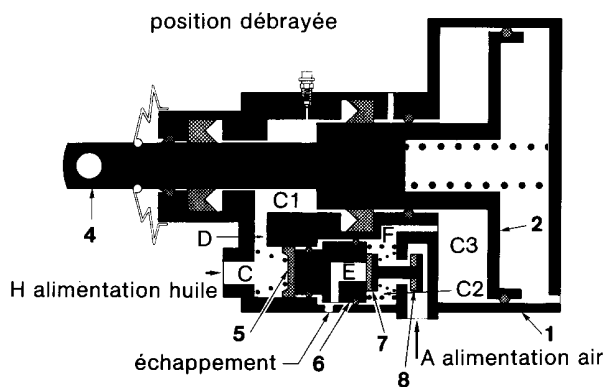 position débrayée
C1
4
D
F
C3
2
C
E
H alimentation huile
C2
5
6
7
8
1
échappement
A alimentation air